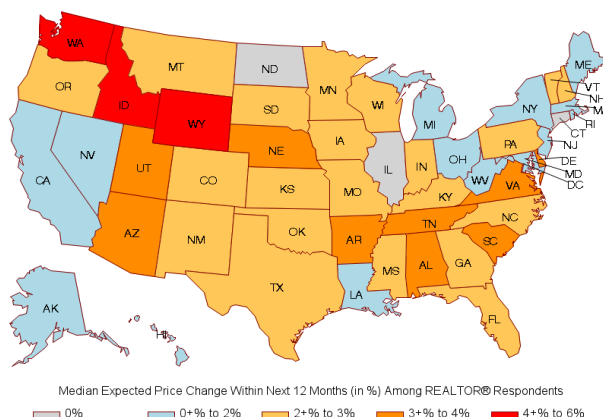 WA
MT
ND
ME
OR
MN
VT
ID
SD
WI
NH
WY
MI
NY
MA
RI
CT
IA
PA
NJ
NE
NV
UT
IL
IN
OH
DE
MD
DC
CA
CO
WV
VA
KS
MO
KY
NC
TN
AZ
NM
OK
AR
SC
MS
AL
GA
TX
LA
AK
HI
FL
Median Expected Price Change Within Next 12 Months (in %) Among REALTOR® Respondents
0% 0+% to 2% 2+% to 3% 3+% to 4% 4+% to 6%